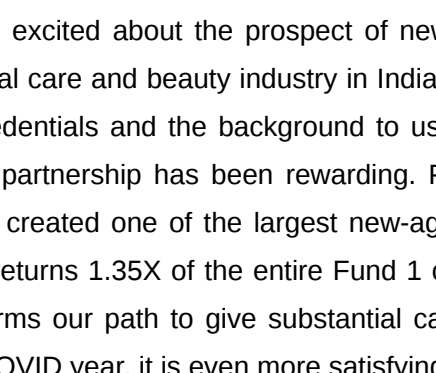 excited about the prospect of new
al care and beauty industry in India
edentials and the background to us
partnership has been rewarding. F
created one of the largest new-ag
eturns 1.35X of the entire Fund 1 c
rms our path to give substantial ca
OVID year, it is even more satisfying